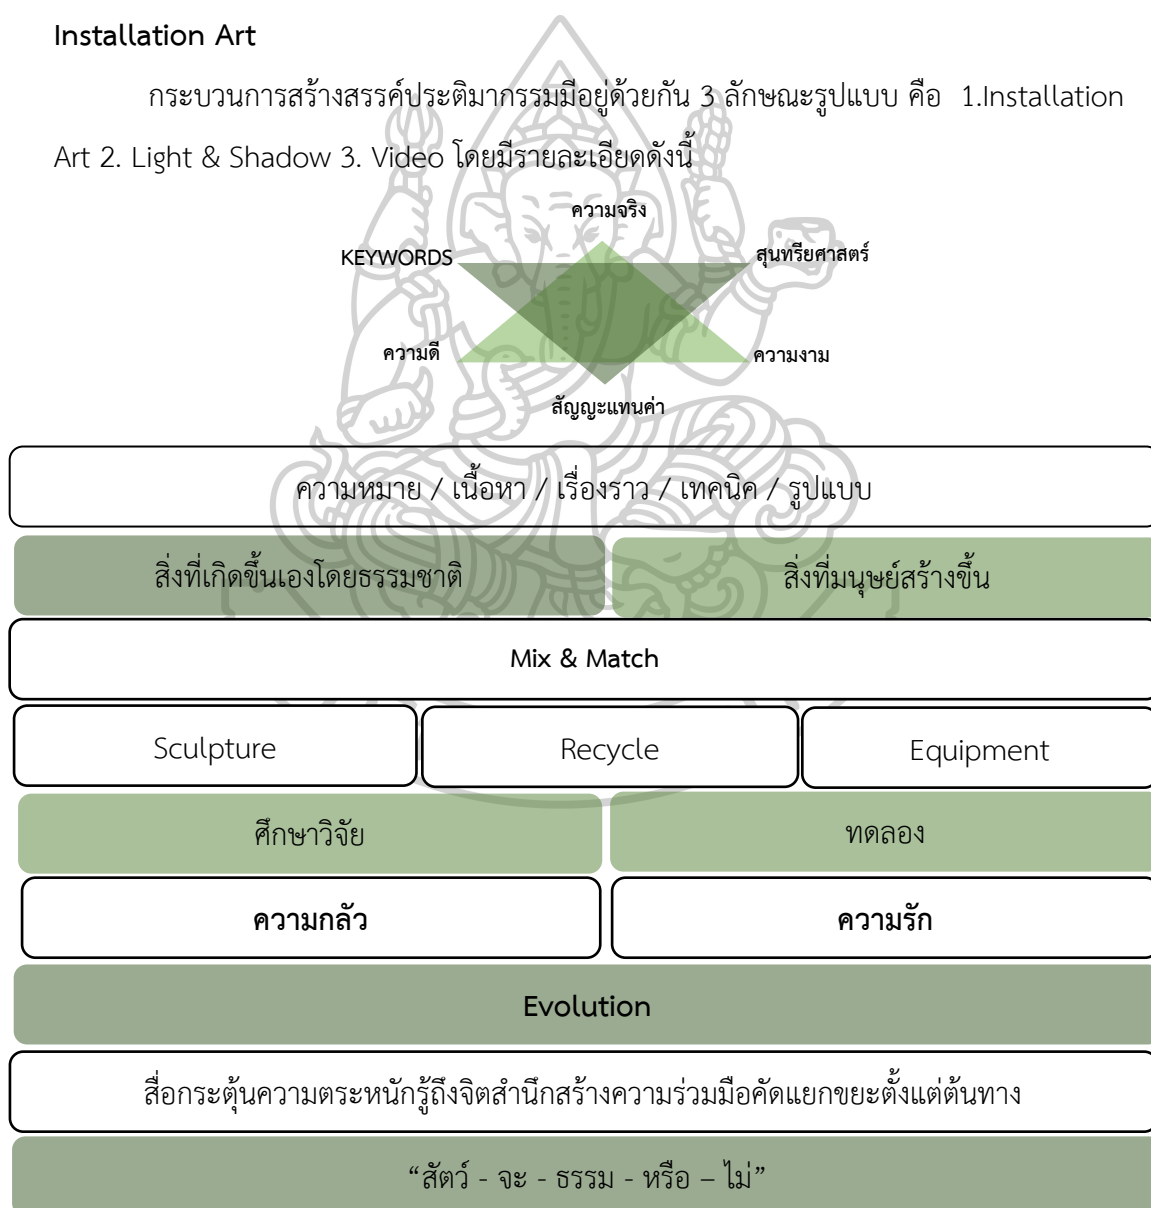 Installation Art
กระบวนการสร้างสรรค์ประติมากรรมมีอยู่ด้วยกัน 3 ลักษณะรูปแบบ คือ 1.Installation
Art 2. Light & Shadow 3. Video โดยมีรายละเอียดดังนี้
ความจริง
KEYWORDS
สุนทรียศาสตร์
ความดี
ความงาม
สัญญะแทนค่า
ความหมาย / เนื้อหา / เรื่องราว / เทคนิค / รูปแบบ
สิ่งที่เกิดขึ้นเองโดยธรรมชาติ
สิ่งที่มนุษย์สร้างขึ้น
Mix & Match
Sculpture
Recycle
Equipment
ศึกษาวิจัย
ทดลอง
ความกลัว
ความรัก
Evolution
สื่อกระตุ้นความตระหนักรู้ถึงจิตสำนึกสร้างความร่วมมือคัดแยกขยะตั้งแต่ต้นทาง
“สัตว์ - จะ - ธรรม - หรือ – ไม่”